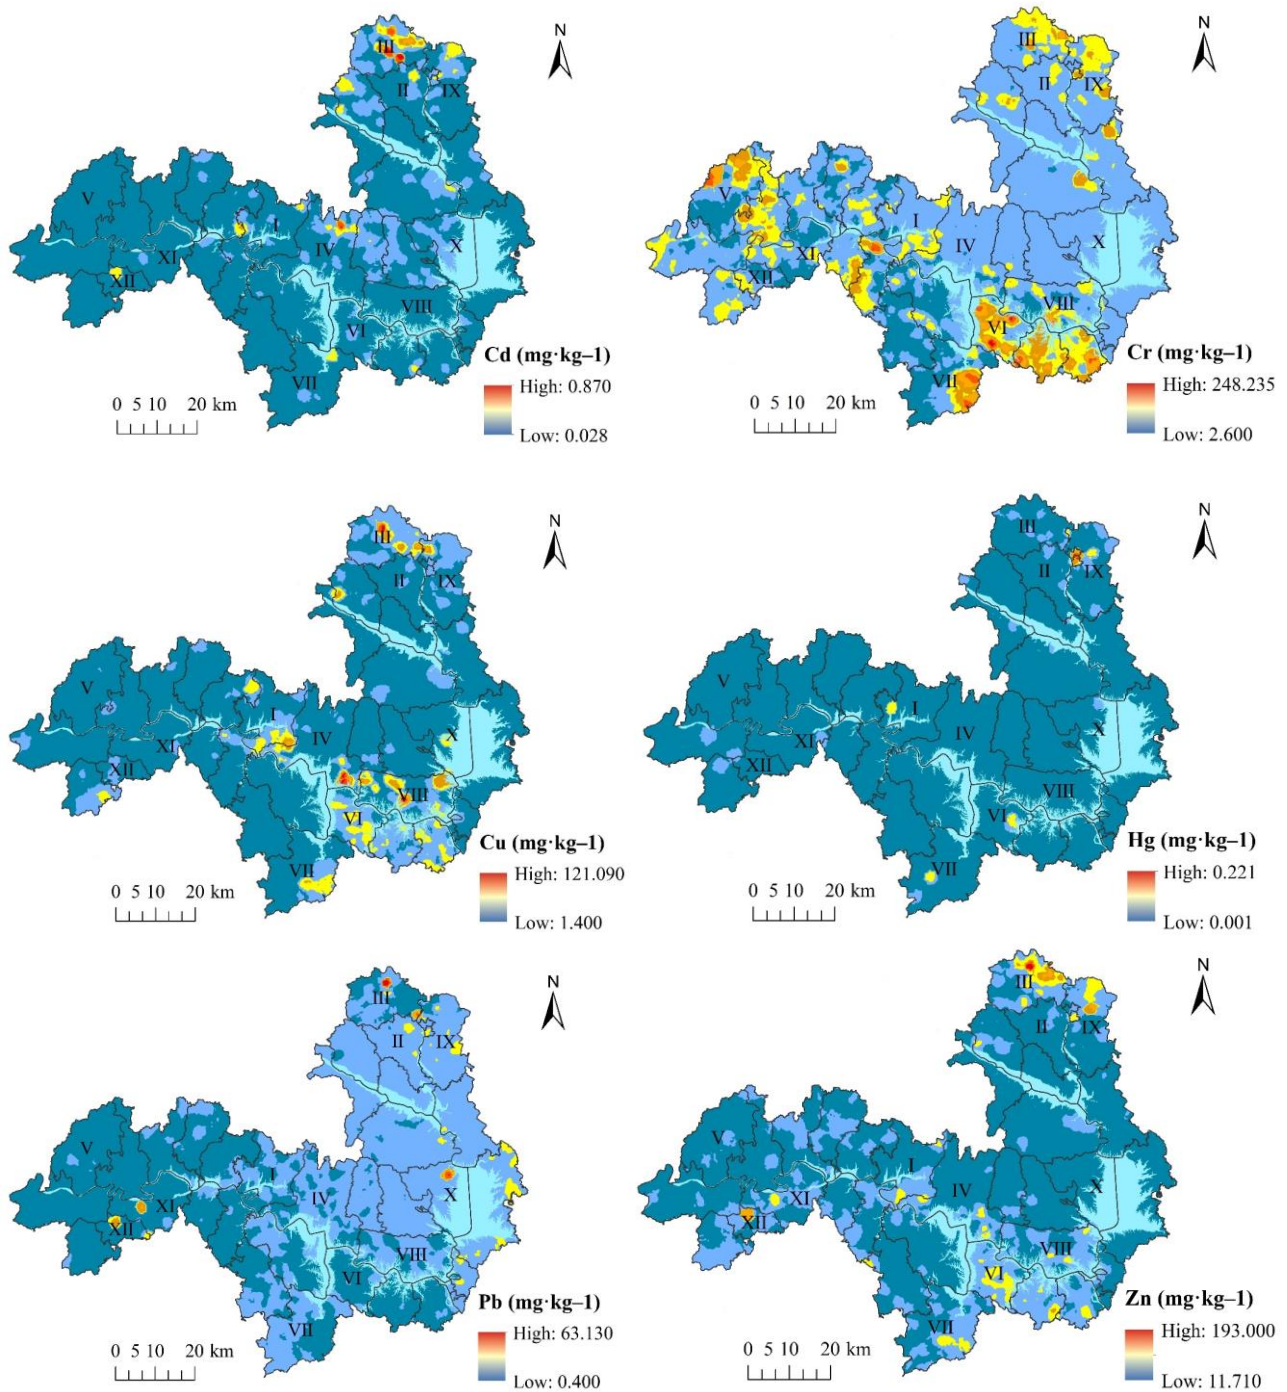 N
III
II
IX
V
I
IV
X
XI
XII
VIII
VI
VII
Cd (mg·kg–1)
High: 0.870
Low: 0.028
0 5 10 20 km
N
III
II
IX
V
I
IV
X
XI
XII
VIII
VI
VII
Cr (mg·kg–1)
High: 248.235
Low: 2.600
0 5 10 20 km
N
III
II
IX
V
I
IV
X
XI
XII
VIII
VI
VII
Cu (mg·kg–1)
High: 121.090
Low: 1.400
0 5 10 20 km
N
III
II
IX
V
I
IV
X
XI
XII
VIII
VI
VII
Hg (mg·kg–1)
High: 0.221
Low: 0.001
0 5 10 20 km
N
III
II
IX
V
I
IV
X
XI
XII
VIII
VI
VII
Pb (mg·kg–1)
High: 63.130
Low: 0.400
0 5 10 20 km
N
III
II
IX
V
I
IV
X
XI
XII
VIII
VI
VII
Zn (mg·kg–1)
High: 193.000
Low: 11.710
0 5 10 20 km